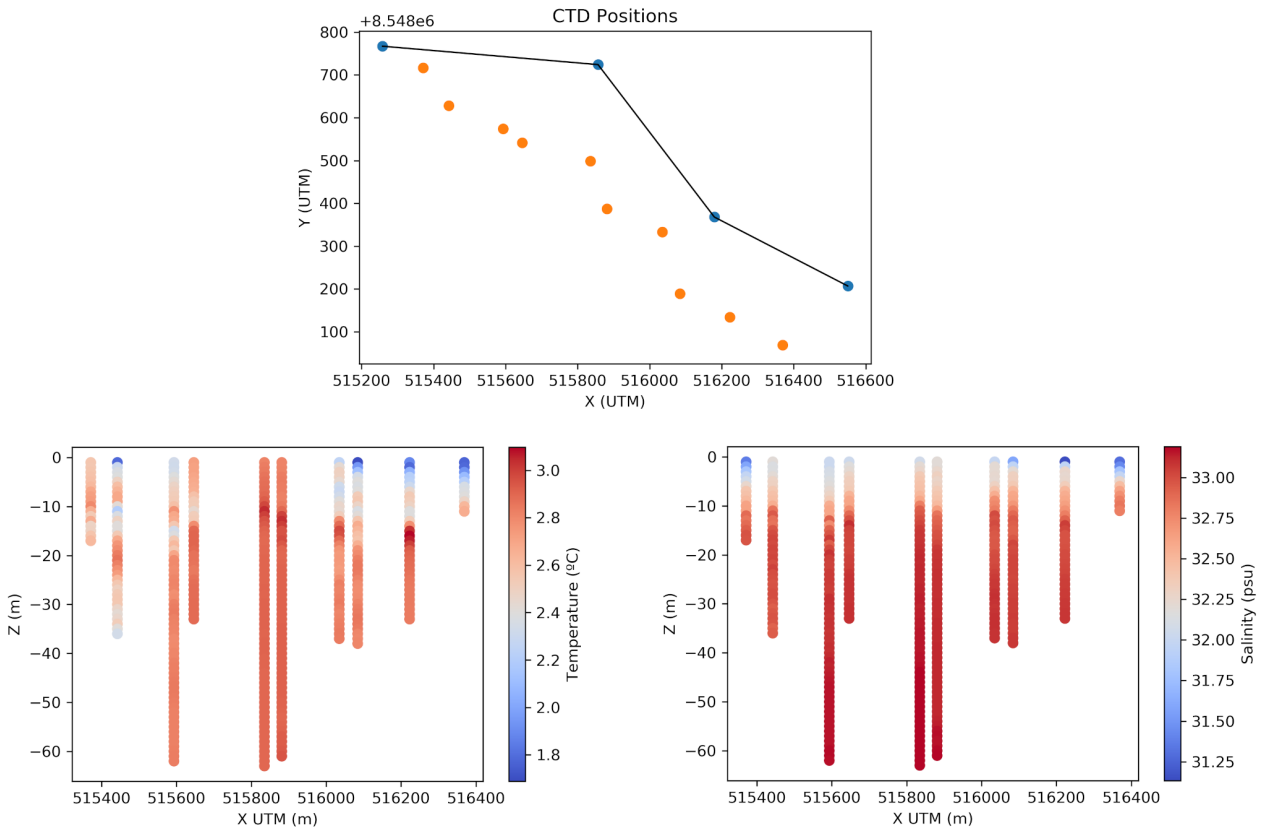 CTD Positions
+8.548e6
800
700
600
500
400
300
200
100
Y (UTM)
515200 515400 515600 515800 516000 516200 516400 516600
X (UTM)
0
−10
−20
−30
−40
−50
−60
Z (m)
515400 515600 515800 516000 516200 516400
X UTM (m)
3.0
2.8
2.6
2.4
2.2
2.0
1.8
Temperature (ºC)
0
−10
−20
−30
−40
−50
−60
Z (m)
515400 515600 515800 516000 516200 516400
X UTM (m)
33.00
32.75
32.50
32.25
32.00
31.75
31.50
31.25
Salinity (psu)